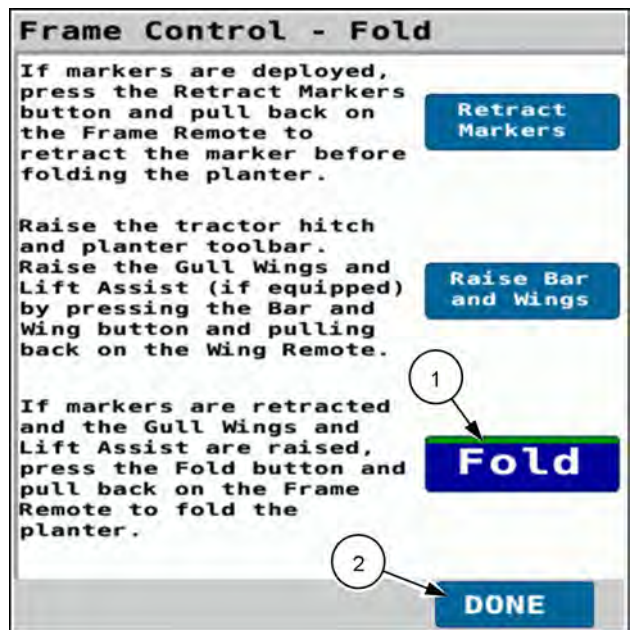 Frame Control - Fold
If markers are deployed,
press the Retract Markers
button and pull back on
the Frame Remote to
retract the marker before
folding the planter.
Retract
Markers
Raise the tractor hitch
and planter toolbar.
Raise the Gull Wings and
Lift Assist (if equipped)
by pressing the Bar and
Wing button and pulling
back on the Wing Remote.
Raise Bar
and Wings
1
If markers are retracted
and the Gull Wings and
Lift Assist are raised,
press the Fold button and
pull back on the Frame
Remote to fold the
planter.
Fold
2
DONE